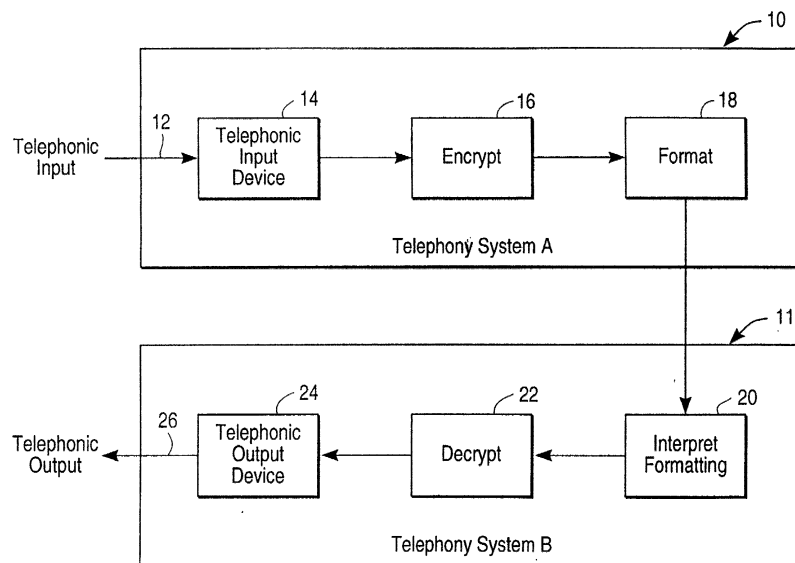 10
14
16
18
12
Telephonic
Input
Telephonic
Input
Device
Encrypt
Format
Telephony System A
11
24
22
20
26
Telephonic
Output
Telephonic
Output
Device
Decrypt
Interpret
Formatting
Telephony System B